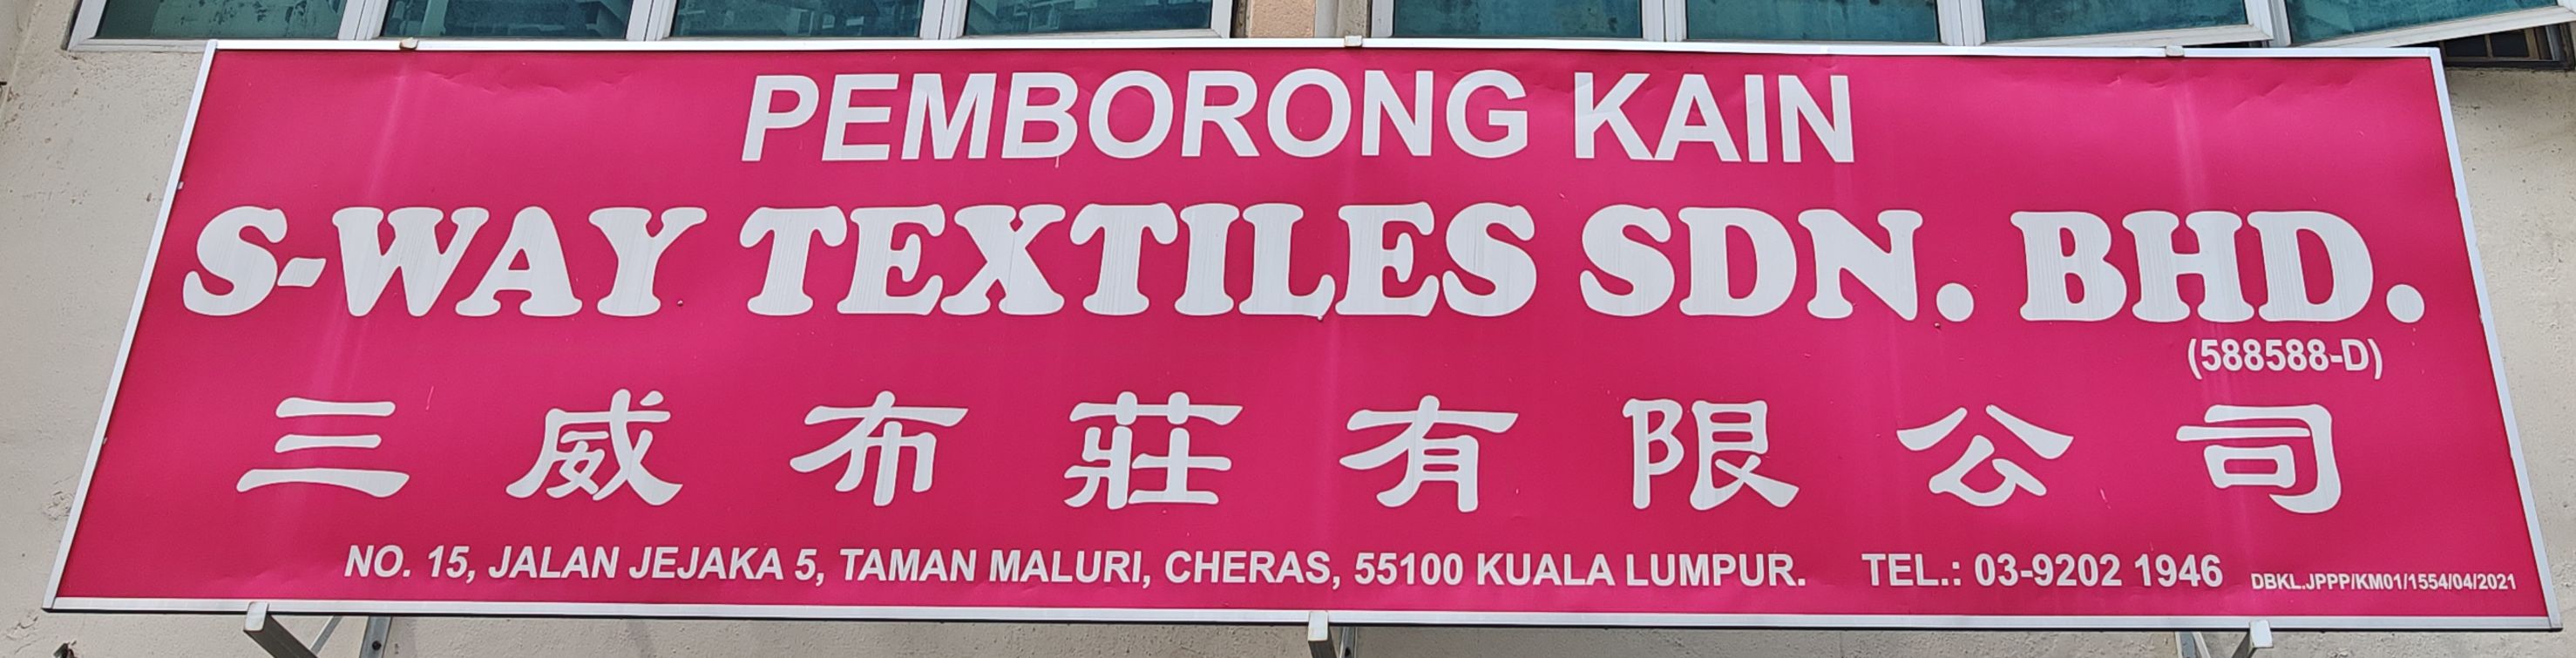 PEMBORONG KAIN
S-WAY TEXTILES SDN. BHD.
(588588-D)
三威布莊有限公司
NO. 15, JALAN JEJAKA 5, TAMAN MALURI, CHERAS, 55100 KUALA LUMPUR. TEL.: 03-9202 1946 DBKL.JPPP/KM01/1554/04/2021